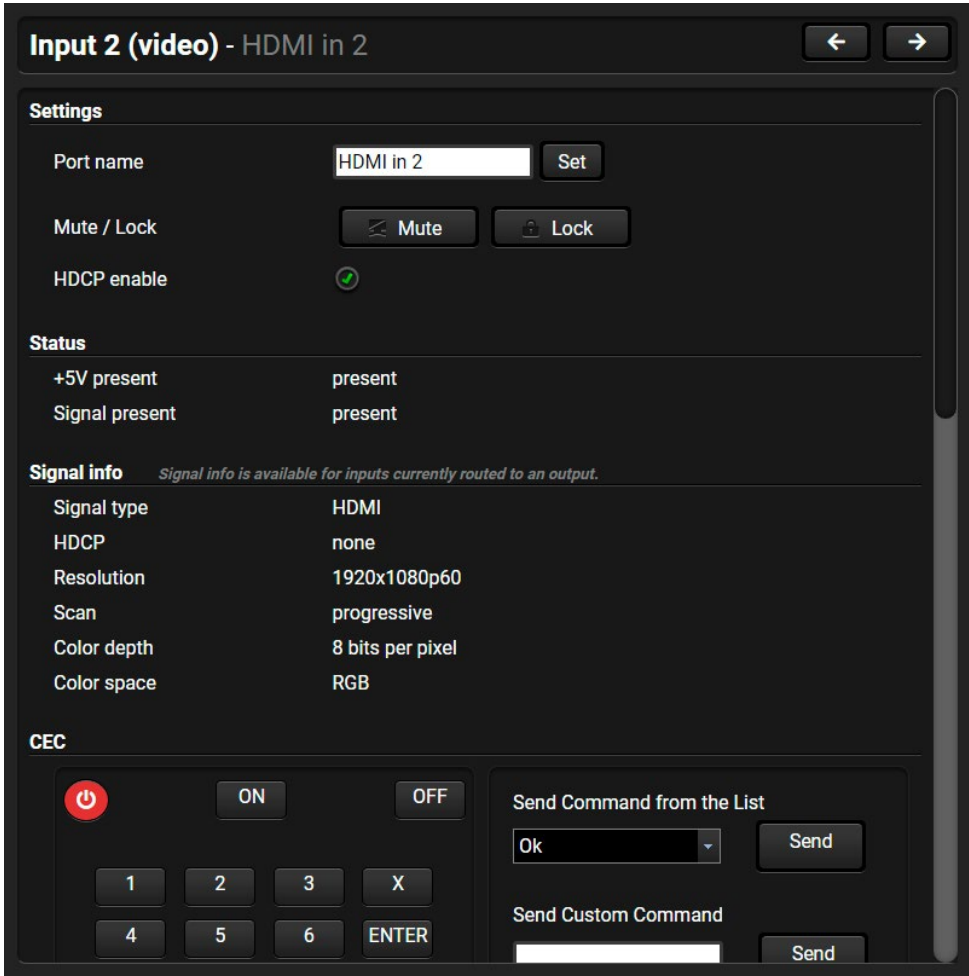 Input 2 (video) - HDMI in 2
Settings
Port name HDMI in 2 Set
Mute / Lock Mute Lock
HDCP enable
Status
+5V present present
Signal present present
Signal info Signal info is available for inputs currently routed to an output.
Signal type HDMI
HDCP none
Resolution 1920x1080p60
Scan progressive
Color depth 8 bits per pixel
Color space RGB
CEC
ON OFF
1 2 3 X
4 5 6 ENTER
Send Command from the List
Ok Send
Send Custom Command
Send